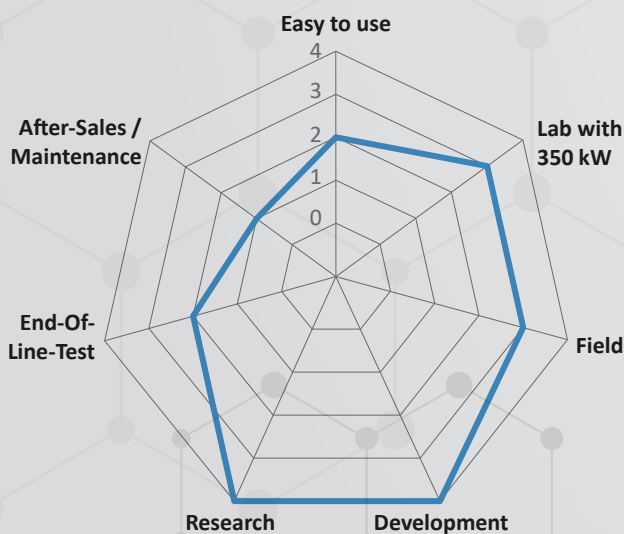 Easy to use
4
3
2
1
0
After-Sales /
Maintenance
Lab with
350 kW
End-Of-
Line-Test
Field
Research
Development